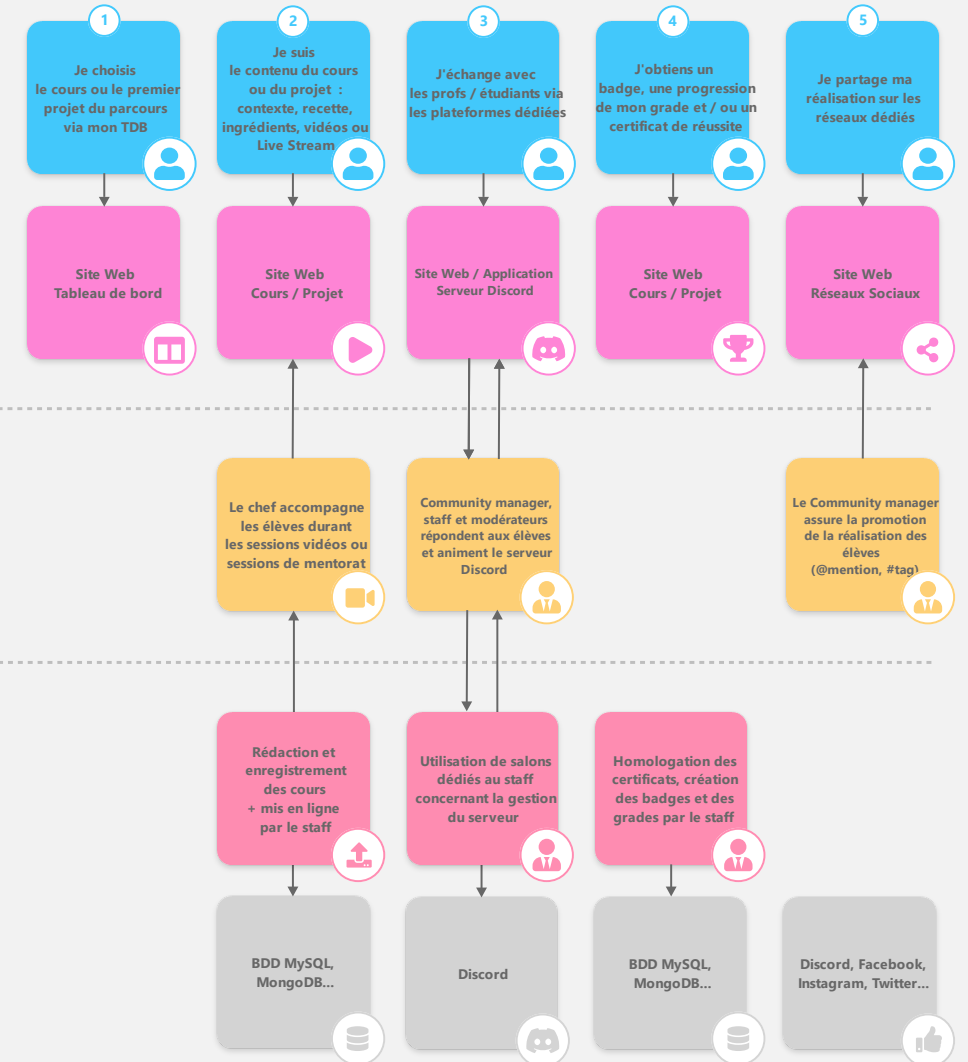 1
2
3
4
5
Je choisis
le cours ou le premier
projet du parcours
via mon TDB
Je suis
le contenu du cours
ou du projet :
contexte, recette,
ingrédients, vidéos ou
Live Stream
J'échange avec
les profs / étudiants via
les plateformes dédiées
J'obtiens un
badge, une progression
de mon grade et / ou un
certificat de réussite
Je partage ma
réalisation sur les
réseaux dédiés
Site Web
Tableau de bord
Site Web
Cours / Projet
Site Web / Application
Serveur Discord
Site Web
Cours / Projet
Site Web
Réseaux Sociaux
Le chef accompagne
les élèves durant
les sessions vidéos ou
sessions de mentorat
Community manager,
staff et modérateurs
répondent aux élèves
et animent le serveur
Discord
Le Community manager
assure la promotion
de la réalisation des
élèves
(@mention, #tag)
Rédaction et
enregistrement
des cours
+ mis en ligne
par le staff
Utilisation de salons
dédiés au staff
concernant la gestion
du serveur
Homologation des
certificats, création
des badges et des
grades par le staff
BDD MySQL,
MongoDB...
Discord
BDD MySQL,
MongoDB...
Discord, Facebook,
Instagram, Twitter...